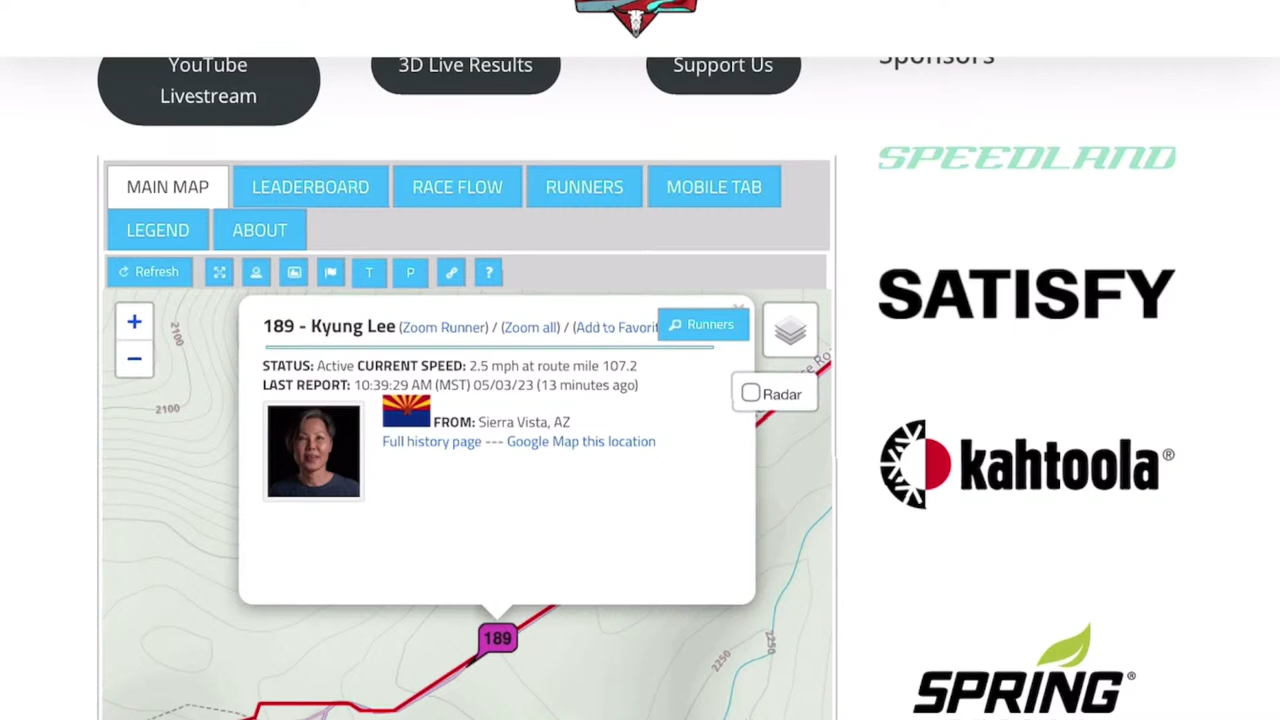 YouTube
Livestream
3D Live Results
Support Us
Sponsors
SPEEDLAND
MAIN MAP
LEADERBOARD
RACE FLOW
RUNNERS
MOBILE TAB
LEGEND
ABOUT
Refresh
T
P
?
+
−
189 - Kyung Lee (Zoom Runner) / (Zoom all) / (Add to Favorit
Runners
STATUS: Active CURRENT SPEED: 2.5 mph at route mile 107.2
LAST REPORT: 10:39:29 AM (MST) 05/03/23 (13 minutes ago)
FROM: Sierra Vista, AZ
Full history page --- Google Map this location
Radar
2100
2100
189
2250
2250
SATISFY
kahtoola®
SPRING®